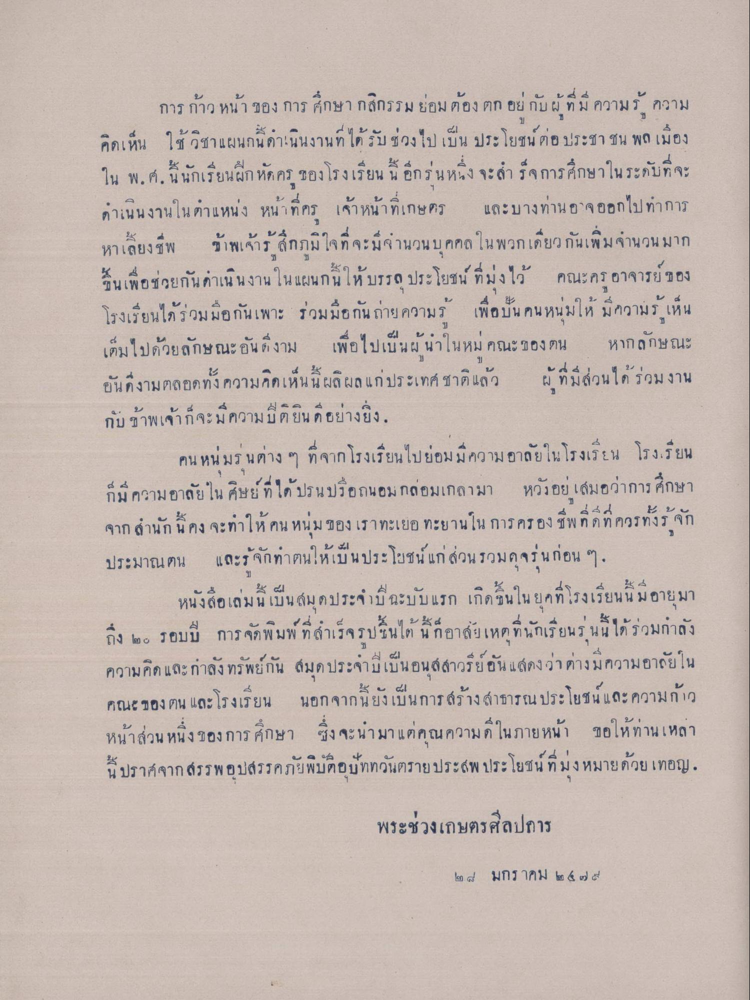 การก้าวหน้าของการศึกษากสิกรรมย่อมต้องตกอยู่กับผู้ที่มีความรู้ ความ
คิดเห็น ใช้วิชาแผนกนี้ดำเนินงานที่ได้รับช่วงไปเป็นประโยชน์ต่อประชาชนพลเมือง
ใน พ.ศ. นี้นักเรียนฝึกหัดครูของโรงเรียนนี้อีกรุ่นหนึ่งจะสำเร็จการศึกษาในระดับที่จะ
ดำเนินงานในตำแหน่ง หน้าที่ครู เจ้าหน้าที่เกษตร และบางท่านอาจออกไปทำการ
หาเลี้ยงชีพ ข้าพเจ้ารู้สึกภูมิใจที่จะมีจำนวนบุคคลในพวกเดียวกันเพิ่มจำนวนมาก
ขึ้นเพื่อช่วยกันดำเนินงานในแผนกนี้ให้บรรลุประโยชน์ที่มุ่งไว้ คณะครูอาจารย์ของ
โรงเรียนได้ร่วมมือกันเพาะ ร่วมมือกันถ่ายความรู้ เพื่อปั้นคนหนุ่มให้มีความรู้เห็น
เต็มไปด้วยลักษณะอันดีงาม เพื่อไปเป็นผู้นำในหมู่คณะของตน หากลักษณะ
อันดีงามตลอดทั้งความคิดเห็นนี้ผลิผลแก่ประเทศชาติแล้ว ผู้ที่มีส่วนได้ร่วมงาน
กับข้าพเจ้าก็จะมีความปีติยินดีอย่างยิ่ง.
คนหนุ่มรุ่นต่าง ๆ ที่จากโรงเรียนไปย่อมมีความอาลัยในโรงเรียน โรงเรียน
ก็มีความอาลัยในศิษย์ที่ได้ปรนปรือถนอมกล่อมเกลามา หวังอยู่เสมอว่าการศึกษา
จากสำนักนี้คงจะทำให้คนหนุ่มของเราทะเยอทะยานในการครองชีพที่ดีที่ควรทั้งรู้จัก
ประมาณตน และรู้จักทำตนให้เป็นประโยชน์แก่ส่วนรวมดุจรุ่นก่อน ๆ.
หนังสือเล่มนี้เป็นสมุดประจำปีฉะบับแรก เกิดขึ้นในยุคที่โรงเรียนนี้มีอายุมา
ถึง ๒๐ รอบปี การจัดพิมพ์ที่สำเร็จรูปขึ้นได้นี้ก็อาศัยเหตุที่นักเรียนรุ่นนี้ได้ร่วมกำลัง
ความคิดและกำลังทรัพย์กัน สมุดประจำปีเป็นอนุสสาวรีย์อันแสดงว่าต่างมีความอาลัยใน
คณะของตนและโรงเรียน นอกจากนี้ยังเป็นการสร้างสาธารณประโยชน์และความก้าว
หน้าส่วนหนึ่งของการศึกษา ซึ่งจะนำมาแต่คุณความดีในภายหน้า ขอให้ท่านเหล่า
นี้ปราศจากสรรพอุปสรรคภัยพิบัติอุปัททวันตรายประสพประโยชน์ที่มุ่งหมายด้วยเทอญ.
พระช่วงเกษตรศิลปการ
๒๘ มกราคม ๒๔๗๙